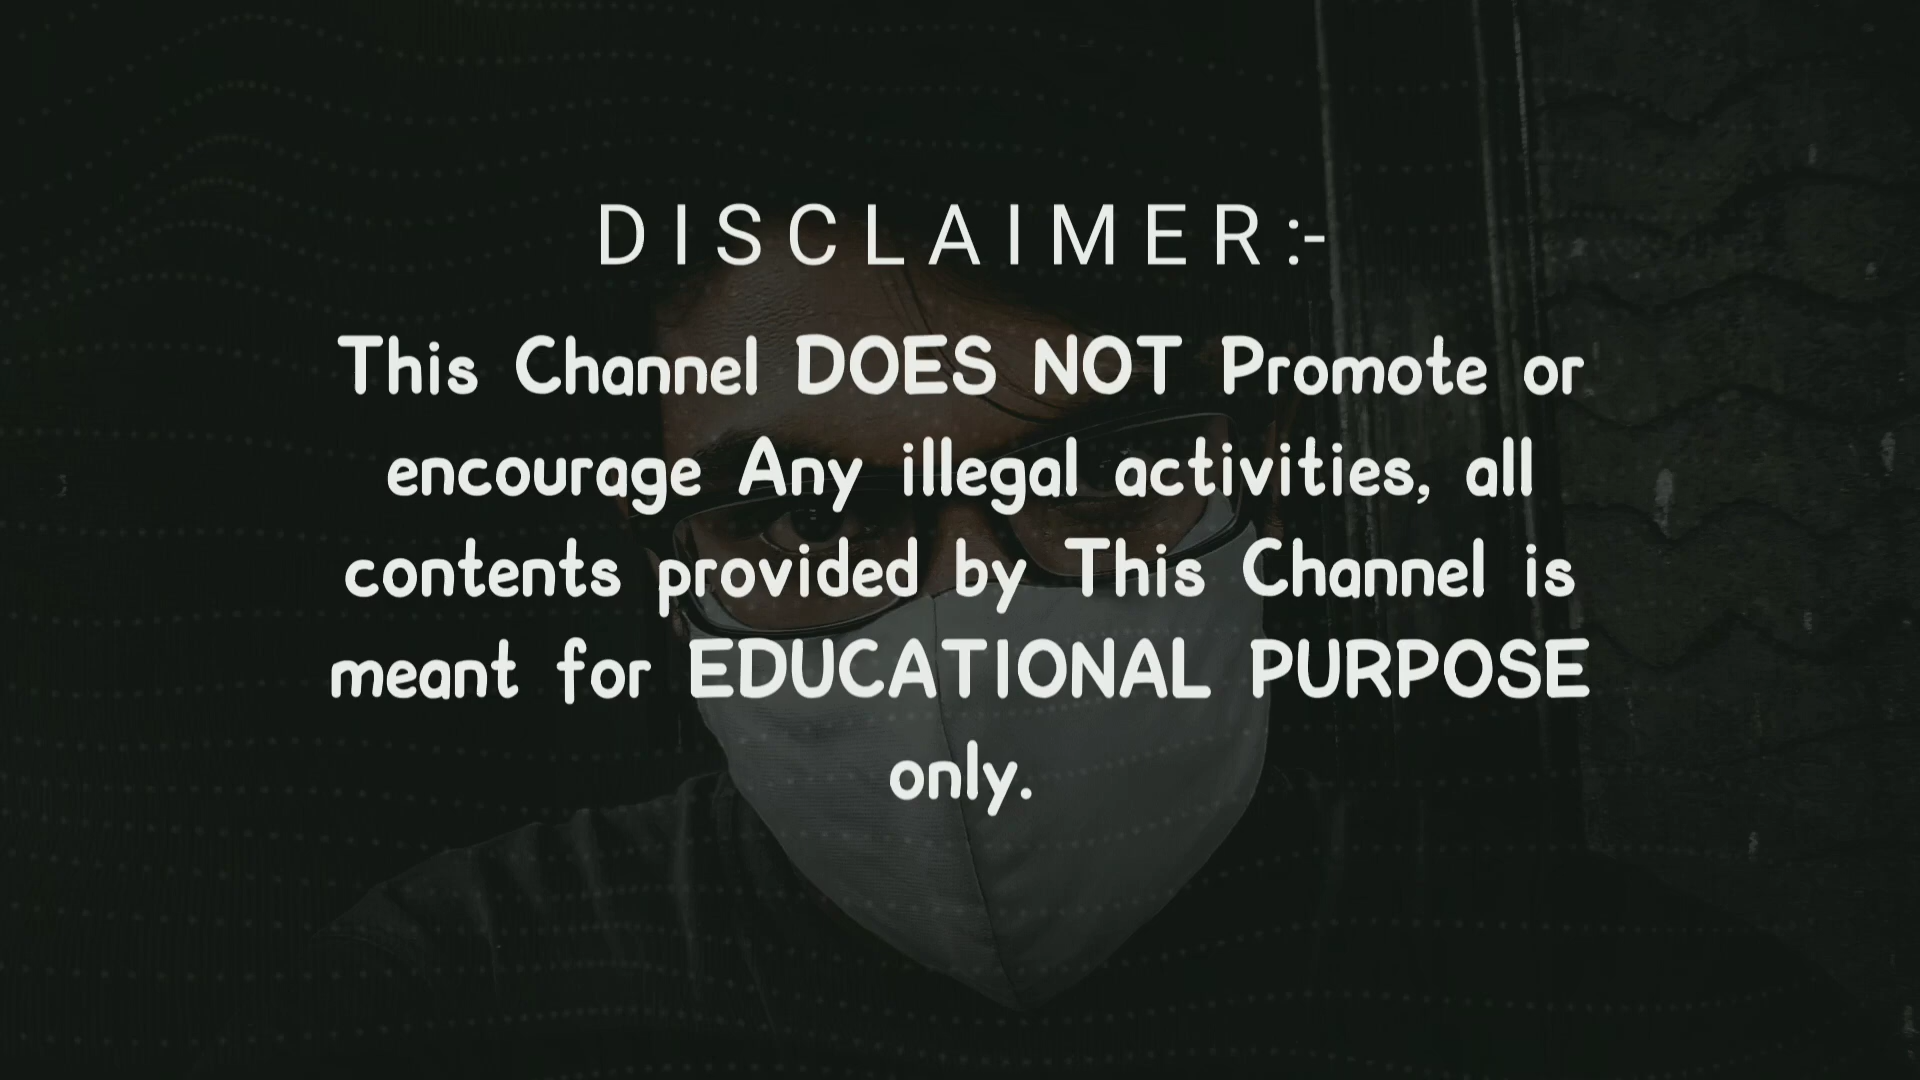 DISCLAIMER:-
This Channel DOES NOT Promote or
encourage Any illegal activities, all
contents provided by This Channel is
meant for EDUCATIONAL PURPOSE
only.